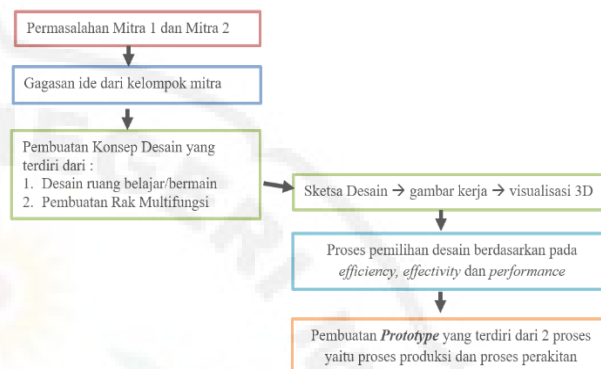 Permasalahan Mitra 1 dan Mitra 2
Gagasan ide dari kelompok mitra
Pembuatan Konsep Desain yang
terdiri dari :
1. Desain ruang belajar/bermain
2. Pembuatan Rak Multifungsi
Sketsa Desain → gambar kerja → visualisasi 3D
Proses pemilihan desain berdasarkan pada
efficiency, effectivity dan performance
Pembuatan Prototype yang terdiri dari 2 proses
yaitu proses produksi dan proses perakitan